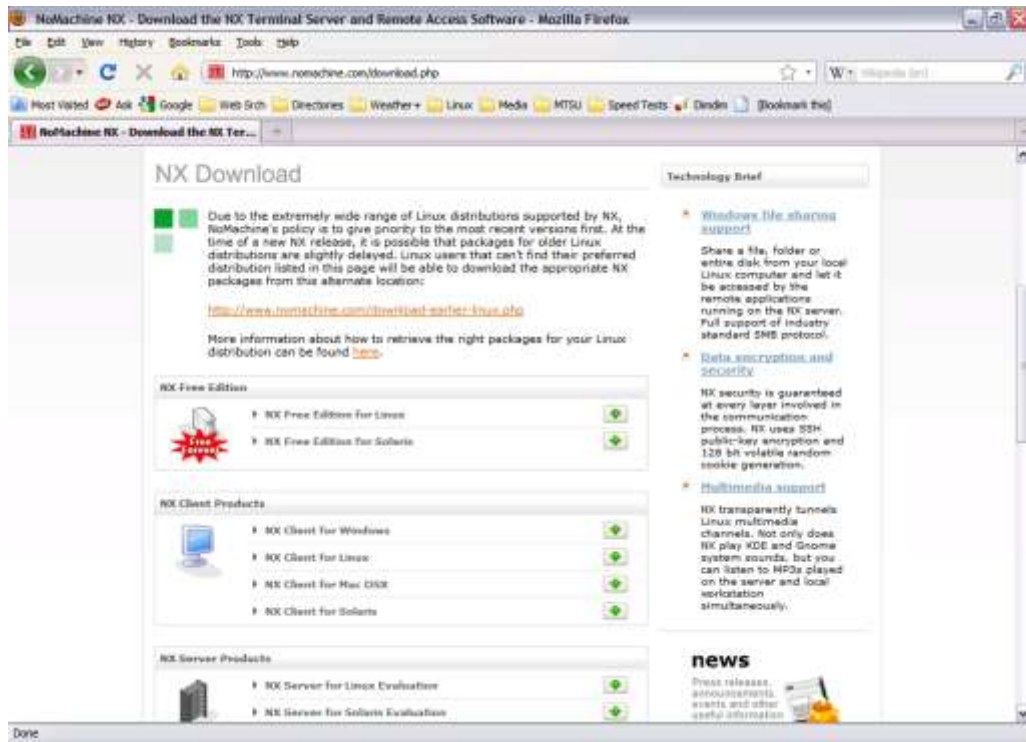 NoMachine NX - Download the NX Terminal Server and Remote Access Software - Mozilla Firefox
File Edit View History Bookmarks Tools Help
http://www.nomachine.com/download.php
Most Visited Ask Google Web Srch Directories Weather+ Linux Media MTSU Speed Tests Dimdim [Bookmark this]
NoMachine NX - Download the NX Ter...
NX Download
Due to the extremely wide range of Linux distributions supported by NX,
NoMachine's policy is to give priority to the most recent versions first. At the
time of a new NX release, it is possible that packages for older Linux
distributions are slightly delayed. Linux users that can't find their preferred
distribution listed in this page will be able to download the appropriate NX
packages from this alternate location:
http://www.nomachine.com/download-earlier-linux.php
More information about how to retrieve the right packages for your Linux
distribution can be found here.
NX Free Edition
Free
NX Free Edition for Linux
NX Free Edition for Solaris
NX Client Products
NX Client for Windows
NX Client for Linux
NX Client for Mac OSX
NX Client for Solaris
NX Server Products
NX Server for Linux Evaluation
NX Server for Solaris Evaluation
Technology Brief
Windows file sharing
support
Share a file, folder or
entire disk from your local
Linux computer and let it
be accessed by the
remote applications
running on the NX server.
Full support of industry
standard SMB protocol.
Data encryption and
security
NX security is guaranteed
at every layer involved in
the communication
process. NX uses SSH
public-key encryption and
128 bit volatile random
cookie generation.
Multimedia support
NX transparently tunnels
Linux multimedia
channels. Not only does
NX play KDE and Gnome
system sounds, but you
can listen to MP3s played
on the server and local
workstation
simultaneously.
news
Press releases,
announcements,
events and other
useful information
Done